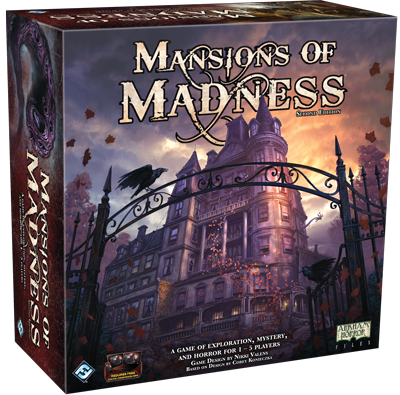 MANSIONS OF
MADNESS
SECOND EDITION
A GAME OF EXPLORATION, MYSTERY,
AND HORROR FOR 1 – 5 PLAYERS
GAME DESIGN BY NIKKI VALENS
BASED ON DESIGN BY COREY KONIECZKA
ARKHAM
HORROR
FILES
MANSIONS OF
MADNESS